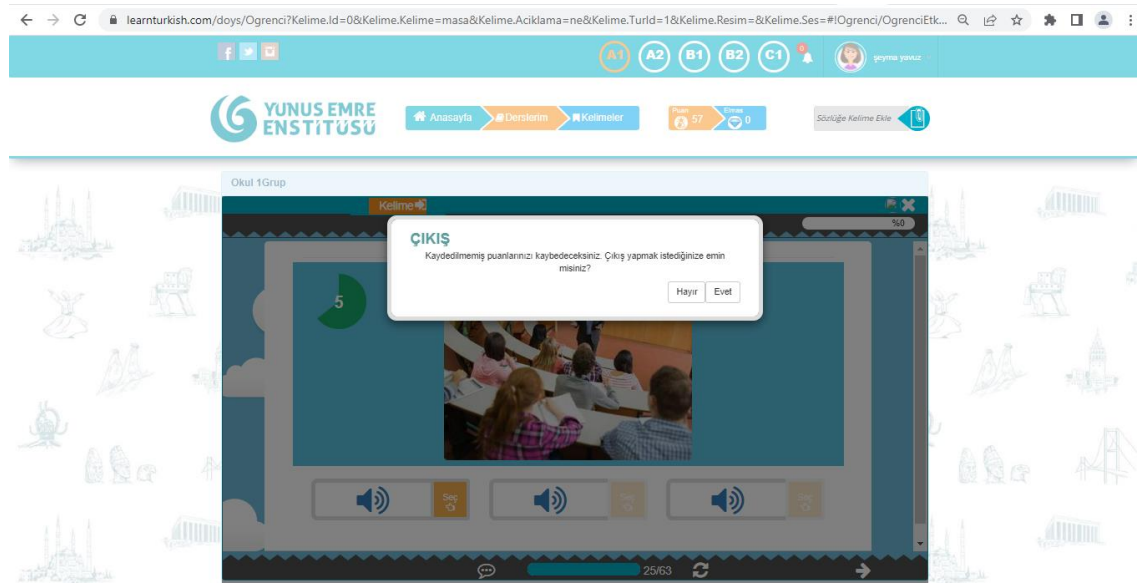 learnturkish.com/doys/Ogrenci?Kelime.Id=0&Kelime.Kelime=masa&Kelime.Aciklama=ne&Kelime.TurId=1&Kelime.Resim=&Kelime.Ses=#!Ogrenci/OgrenciEtk...
A1 A2 B1 B2 C1 0 şeyma yavuz
YUNUS EMRE
ENSTİTÜSÜ
Anasayfa Derslerim Kelimeler
Puan 57 Elmas 0
Sözlüğe Kelime Ekle
Okul 1Grup
Kelime
%0
ÇIKIŞ
Kaydedilmemiş puanlarınızı kaybedeceksiniz. Çıkış yapmak istediğinize emin
misiniz?
Hayır Evet
5
Seç Seç Seç
25/63